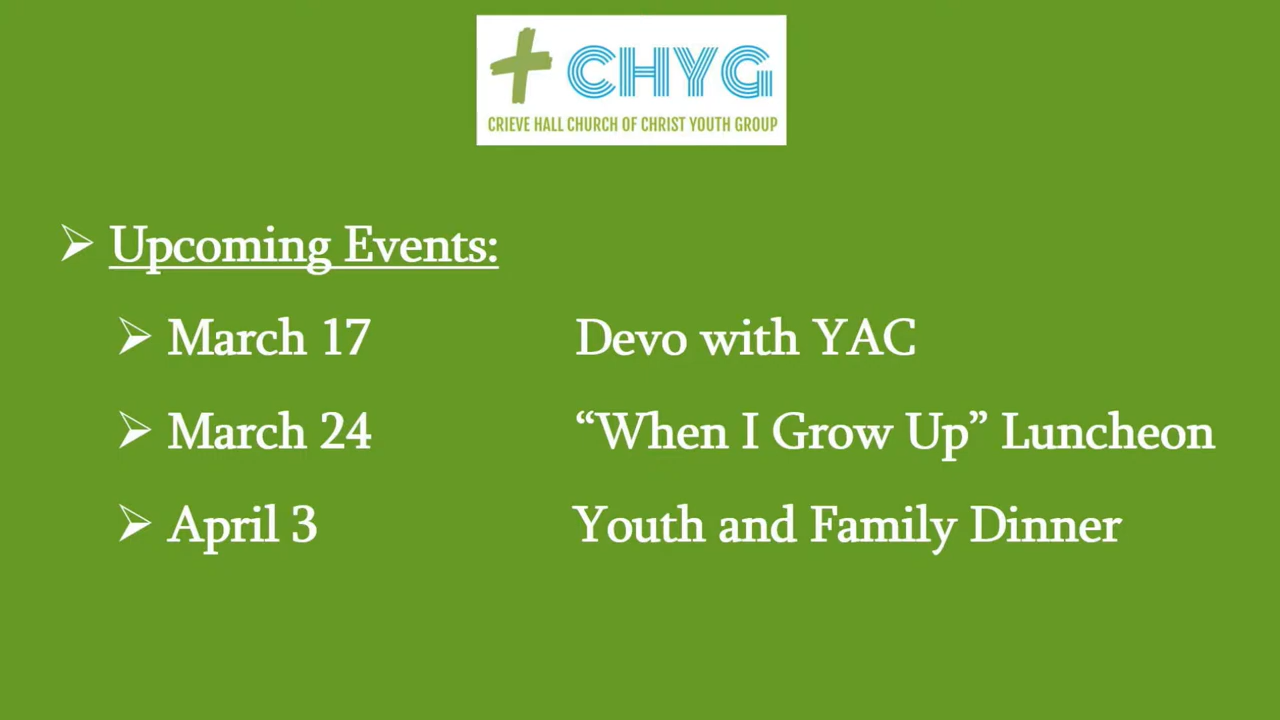 CHYG
CRIEVE HALL CHURCH OF CHRIST YOUTH GROUP
Upcoming Events:
March 17 Devo with YAC
March 24 “When I Grow Up” Luncheon
April 3 Youth and Family Dinner